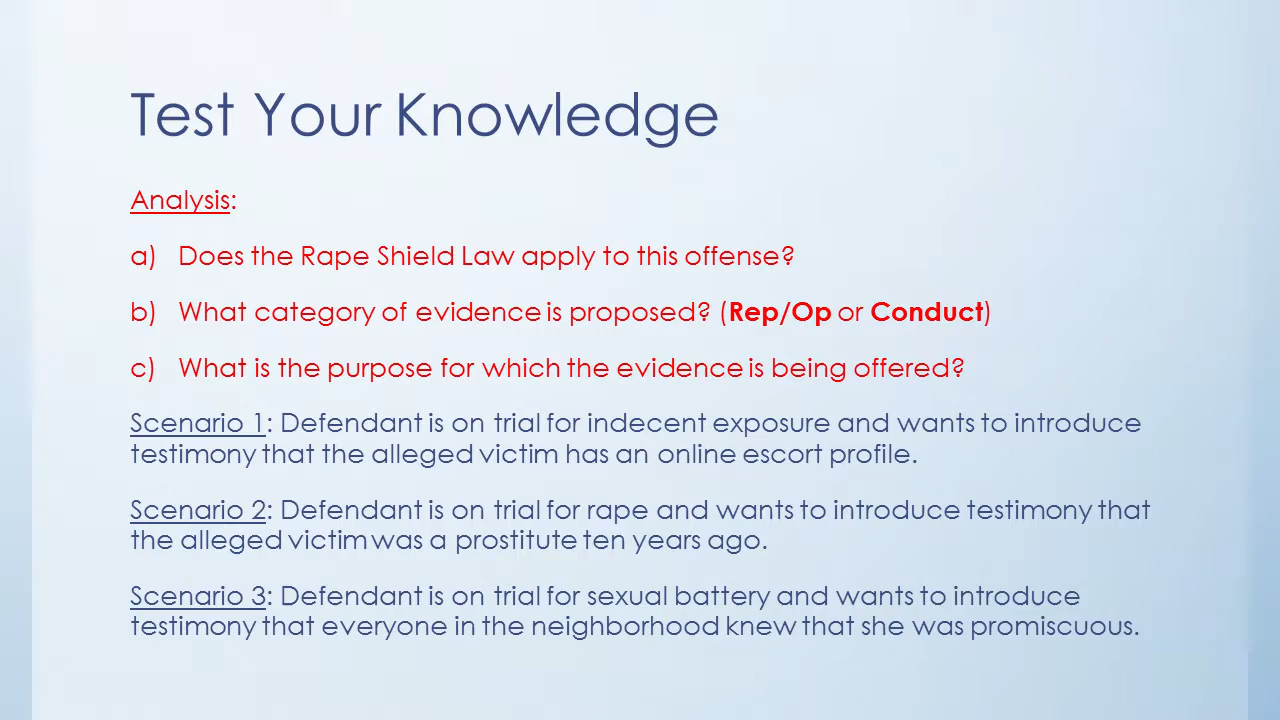 Test Your Knowledge
Analysis:
a) Does the Rape Shield Law apply to this offense?
b) What category of evidence is proposed? (Rep/Op or Conduct)
c) What is the purpose for which the evidence is being offered?
Scenario 1: Defendant is on trial for indecent exposure and wants to introduce
testimony that the alleged victim has an online escort profile.
Scenario 2: Defendant is on trial for rape and wants to introduce testimony that
the alleged victim was a prostitute ten years ago.
Scenario 3: Defendant is on trial for sexual battery and wants to introduce
testimony that everyone in the neighborhood knew that she was promiscuous.